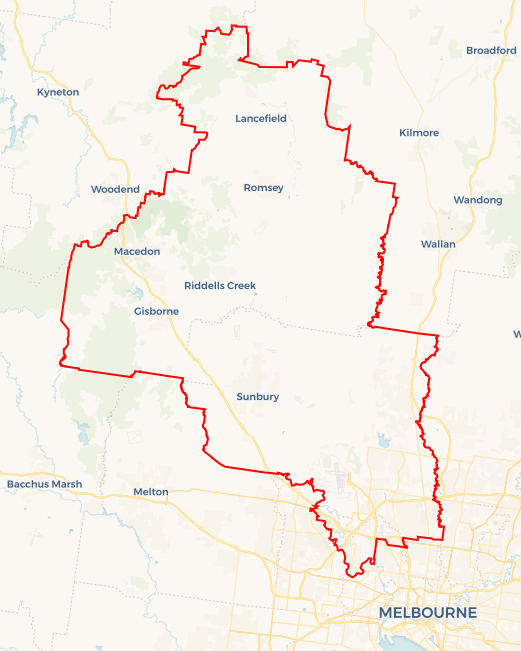 Broadford
Kyneton
Lancefield
Kilmore
Woodend
Romsey
Wandong
Wallan
Macedon
Riddells Creek
Gisborne
W
Sunbury
Bacchus Marsh
Melton
MELBOURNE